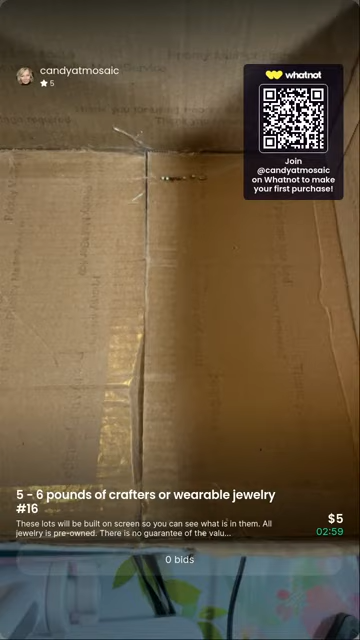 candyatmosaic
★ 5
whatnot
Join
@candyatmosaic
on Whatnot to make
your first purchase!
5 - 6 pounds of crafters or wearable jewelry
#16
These lots will be built on screen so you can see what is in them. All
jewelry is pre-owned. There is no guarantee of the valu...
$5
02:59
0 bids